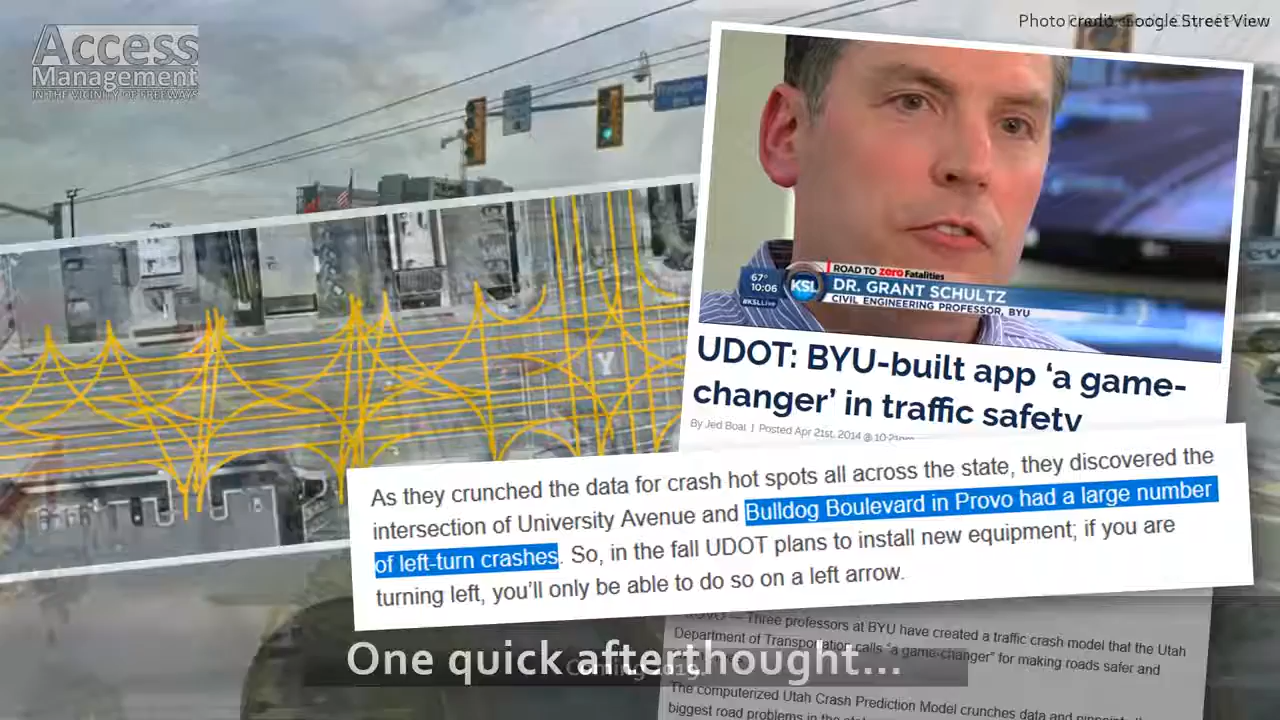 Access
Management
IN THE VICINITY OF FREEWAYS
Photo credit: Google Street View
Y
67°
10:06
#KSLLive
KSL
ROAD TO zero Fatalities
DR. GRANT SCHULTZ
CIVIL ENGINEERING PROFESSOR, BYU
UDOT: BYU-built app ‘a game-
changer’ in traffic safety
By Jed Boal | Posted Apr 21st, 2014 @ 10:21pm
As they crunched the data for crash hot spots all across the state, they discovered the
intersection of University Avenue and Bulldog Boulevard in Provo had a large number
of left-turn crashes. So, in the fall UDOT plans to install new equipment; if you are
turning left, you’ll only be able to do so on a left arrow.
— Three professors at BYU have created a traffic crash model that the Utah
Department of Transportation calls “a game-changer” for making roads safer and
The computerized Utah Crash Prediction Model crunches data and
biggest road problems in the
One quick afterthought...